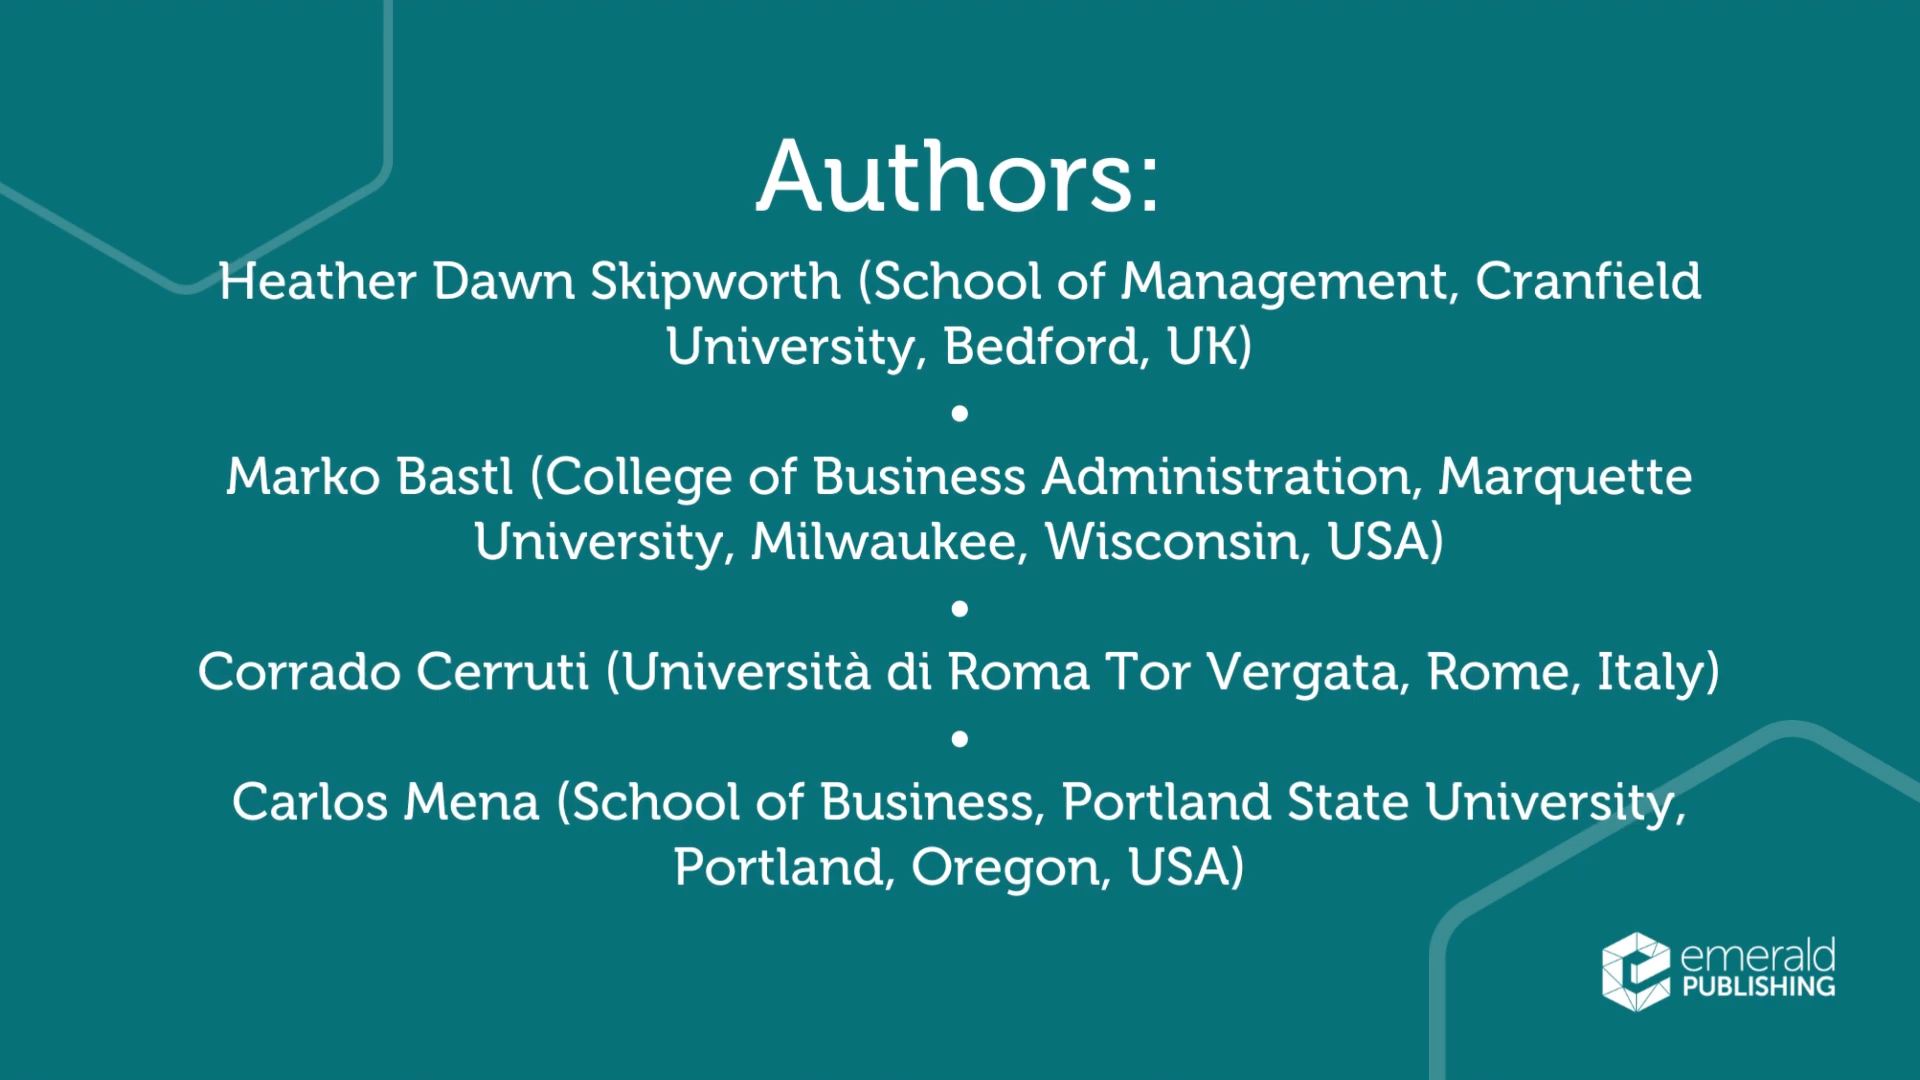 Authors:
Heather Dawn Skipworth (School of Management, Cranfield
University, Bedford, UK)
•
Marko Bastl (College of Business Administration, Marquette
University, Milwaukee, Wisconsin, USA)
•
Corrado Cerruti (Università di Roma Tor Vergata, Rome, Italy)
•
Carlos Mena (School of Business, Portland State University,
Portland, Oregon, USA)
emerald
PUBLISHING